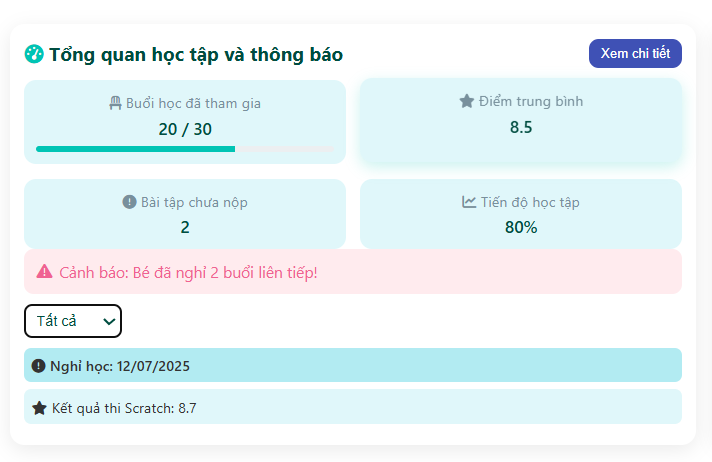 Tổng quan học tập và thông báo
Xem chi tiết
Buổi học đã tham gia
20 / 30
Điểm trung bình
8.5
Bài tập chưa nộp
2
Tiến độ học tập
80%
Cảnh báo: Bé đã nghỉ 2 buổi liên tiếp!
Tất cả
Nghỉ học: 12/07/2025
Kết quả thi Scratch: 8.7